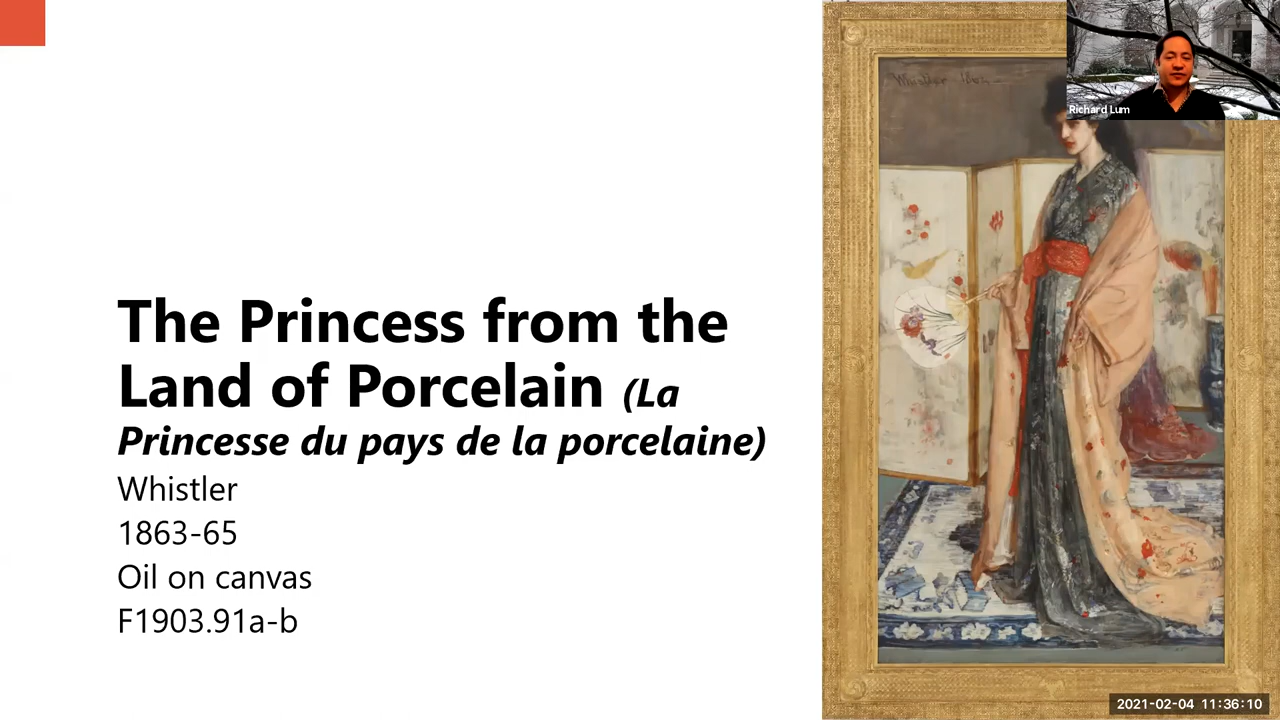 The Princess from the
Land of Porcelain (La
Princesse du pays de la porcelaine)
Whistler
1863-65
Oil on canvas
F1903.91a-b
Whistler
Richard Lum
2021-02-04 11:36:10